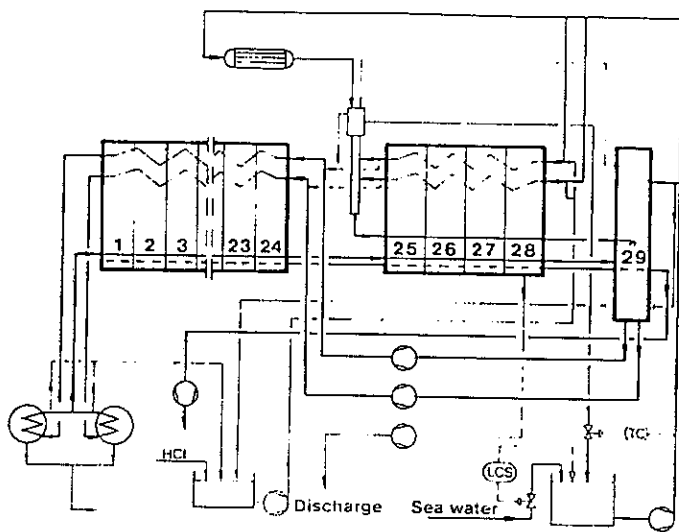 1 2 3 23 24
25 26 27 28
29
(TC)
HCl
LCS
Discharge
Sea water